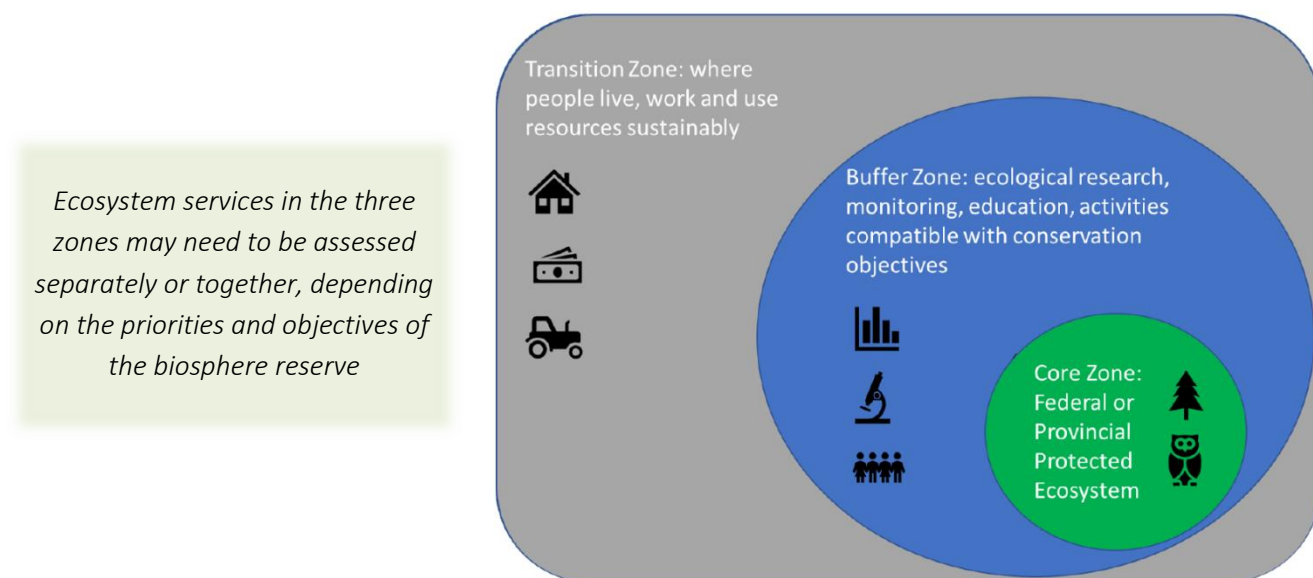 Ecosystem services in the three
zones may need to be assessed
separately or together, depending
on the priorities and objectives of
the biosphere reserve
Transition Zone: where
people live, work and use
resources sustainably
Buffer Zone: ecological research,
monitoring, education, activities
compatible with conservation
objectives
Core Zone:
Federal or
Provincial
Protected
Ecosystem